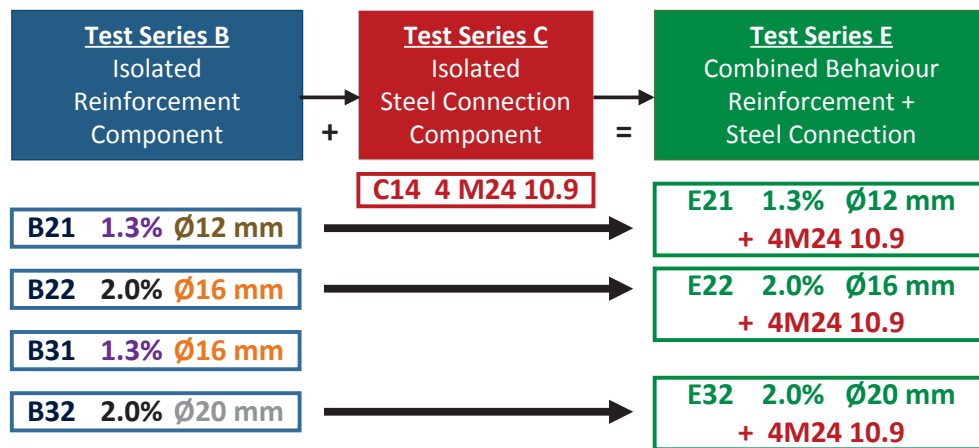 Test Series B
Isolated
Reinforcement
Component
+
Test Series C
Isolated
Steel Connection
Component
=
Test Series E
Combined Behaviour
Reinforcement +
Steel Connection
C14 4 M24 10.9
B21 1.3% Ø12 mm
E21 1.3% Ø12 mm
+ 4M24 10.9
B22 2.0% Ø16 mm
E22 2.0% Ø16 mm
+ 4M24 10.9
B31 1.3% Ø16 mm
B32 2.0% Ø20 mm
E32 2.0% Ø20 mm
+ 4M24 10.9